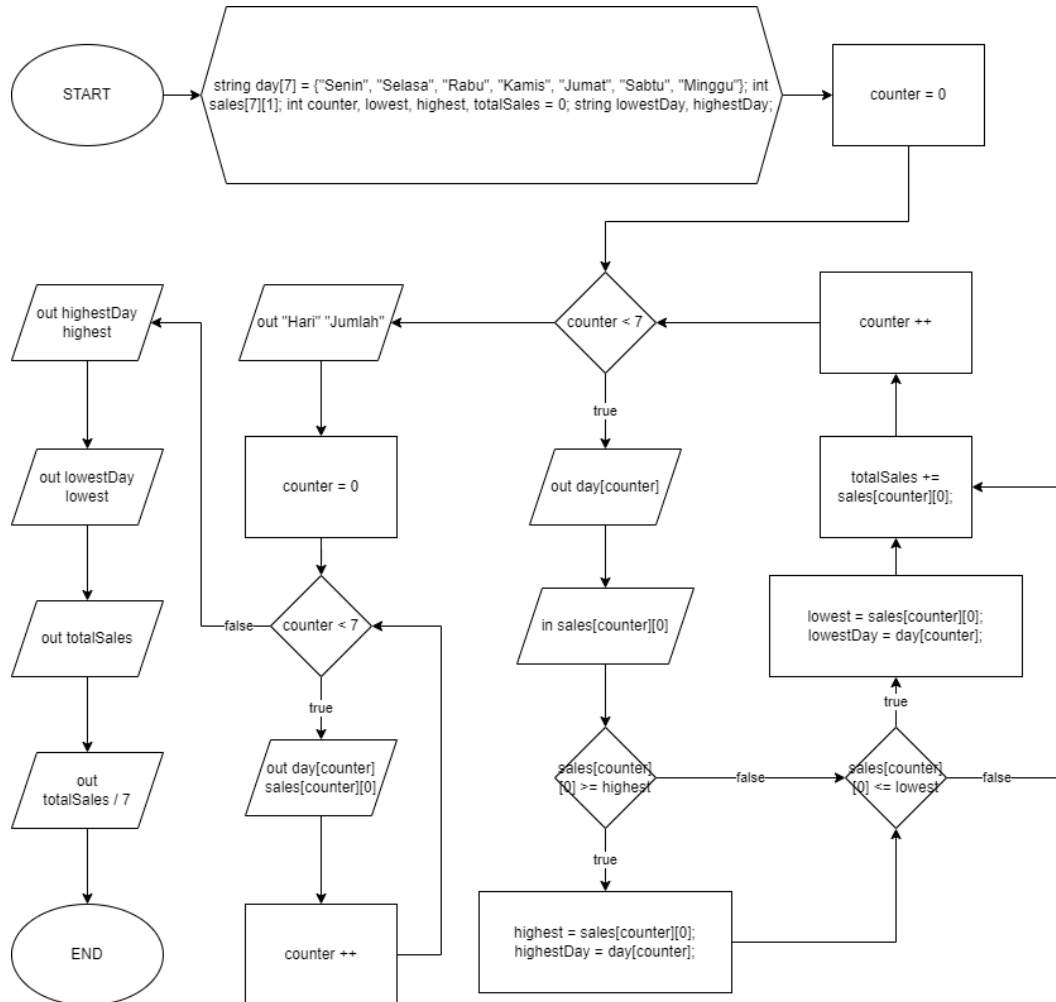 START
string day[7] = {"Senin", "Selasa", "Rabu", "Kamis", "Jumat", "Sabtu", "Minggu"}; int
sales[7][1]; int counter, lowest, highest, totalSales = 0; string lowestDay, highestDay;
counter = 0
counter < 7
true
out day[counter]
in sales[counter][0]
sales[counter]
[0] >= highest
false
true
highest = sales[counter][0];
highestDay = day[counter];
sales[counter]
[0] <= lowest
false
true
lowest = sales[counter][0];
lowestDay = day[counter];
totalSales +=
sales[counter][0];
counter ++
out "Hari" "Jumlah"
counter = 0
counter < 7
false
true
out day[counter]
sales[counter][0]
counter ++
out highestDay
highest
out lowestDay
lowest
out totalSales
out
totalSales / 7
END